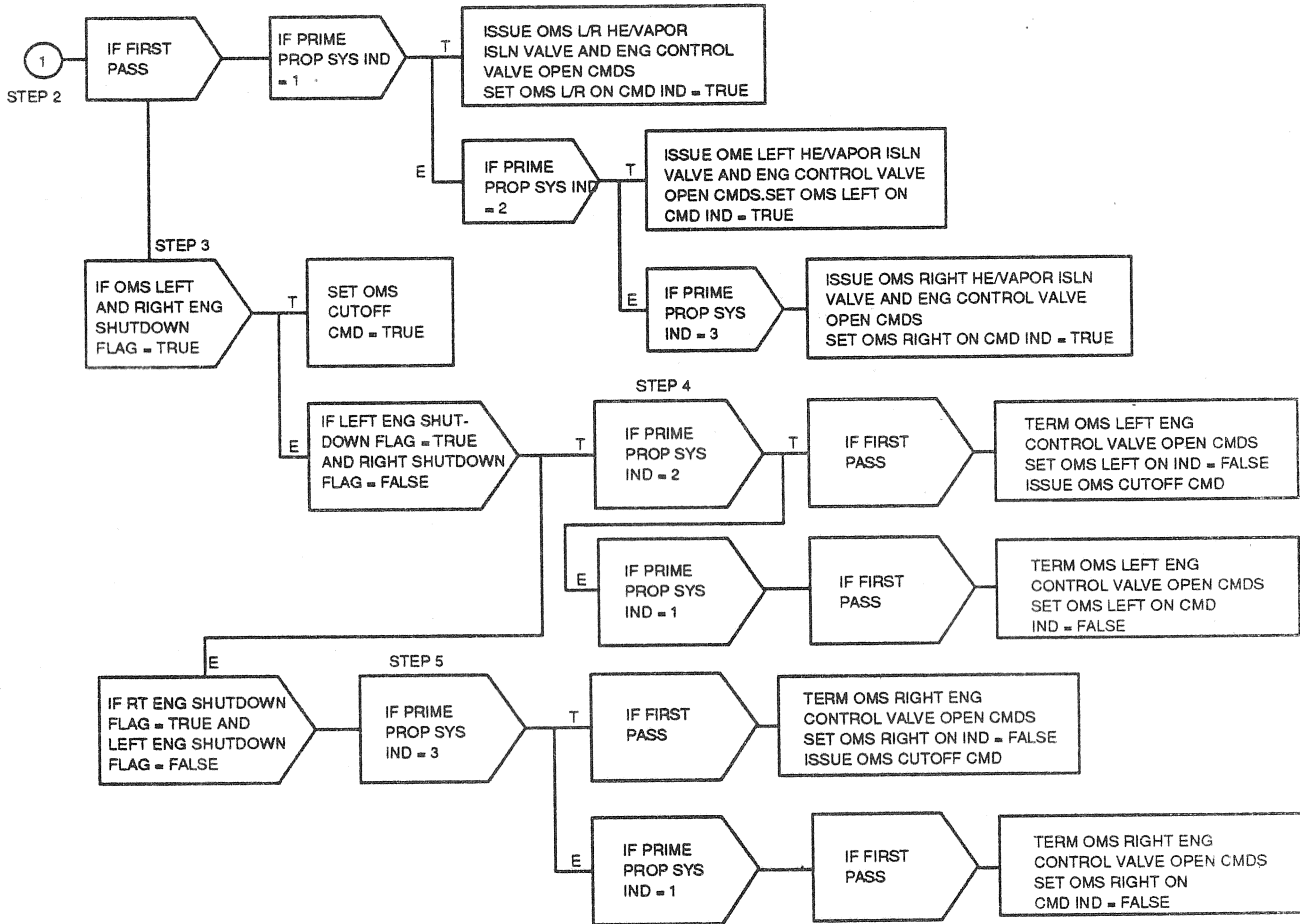 1
STEP 2
IF FIRST
PASS
IF PRIME
PROP SYS IND
= 1
T
ISSUE OMS L/R HE/VAPOR
ISLN VALVE AND ENG CONTROL
VALVE OPEN CMDS
SET OMS L/R ON CMD IND = TRUE
E
IF PRIME
PROP SYS IND
= 2
T
ISSUE OME LEFT HE/VAPOR ISLN
VALVE AND ENG CONTROL VALVE
OPEN CMDS.SET OMS LEFT ON
CMD IND = TRUE
E
IF PRIME
PROP SYS
IND = 3
ISSUE OMS RIGHT HE/VAPOR ISLN
VALVE AND ENG CONTROL VALVE
OPEN CMDS
SET OMS RIGHT ON CMD IND = TRUE
STEP 3
IF OMS LEFT
AND RIGHT ENG
SHUTDOWN
FLAG = TRUE
T
SET OMS
CUTOFF
CMD = TRUE
E
IF LEFT ENG SHUT-
DOWN FLAG = TRUE
AND RIGHT SHUTDOWN
FLAG = FALSE
T
STEP 4
IF PRIME
PROP SYS
IND = 2
T
IF FIRST
PASS
TERM OMS LEFT ENG
CONTROL VALVE OPEN CMDS
SET OMS LEFT ON IND = FALSE
ISSUE OMS CUTOFF CMD
E
IF PRIME
PROP SYS
IND = 1
IF FIRST
PASS
TERM OMS LEFT ENG
CONTROL VALVE OPEN CMDS
SET OMS LEFT ON CMD
IND = FALSE
E
IF RT ENG SHUTDOWN
FLAG = TRUE AND
LEFT ENG SHUTDOWN
FLAG = FALSE
STEP 5
IF PRIME
PROP SYS
IND = 3
T
IF FIRST
PASS
TERM OMS RIGHT ENG
CONTROL VALVE OPEN CMDS
SET OMS RIGHT ON IND = FALSE
ISSUE OMS CUTOFF CMD
E
IF PRIME
PROP SYS
IND = 1
IF FIRST
PASS
TERM OMS RIGHT ENG
CONTROL VALVE OPEN CMDS
SET OMS RIGHT ON
CMD IND = FALSE